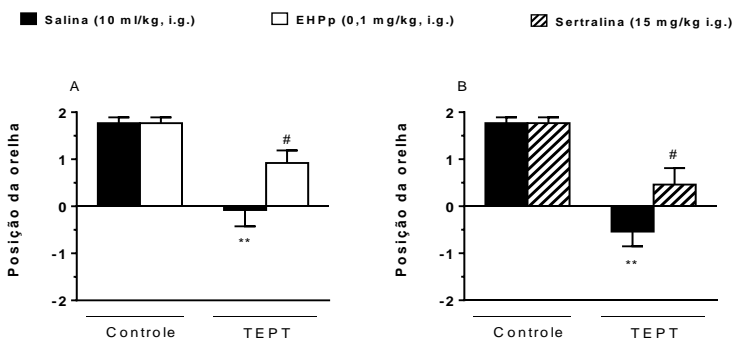 Salina (10 ml/kg, i.g.) EHPp (0,1 mg/kg, i.g.) Sertralina (15 mg/kg i.g.)
A
Posição da orelha
2
1
0
-1
-2
#
**
Controle TEPT
B
Posição da orelha
2
1
0
-1
-2
#
**
Controle TEPT